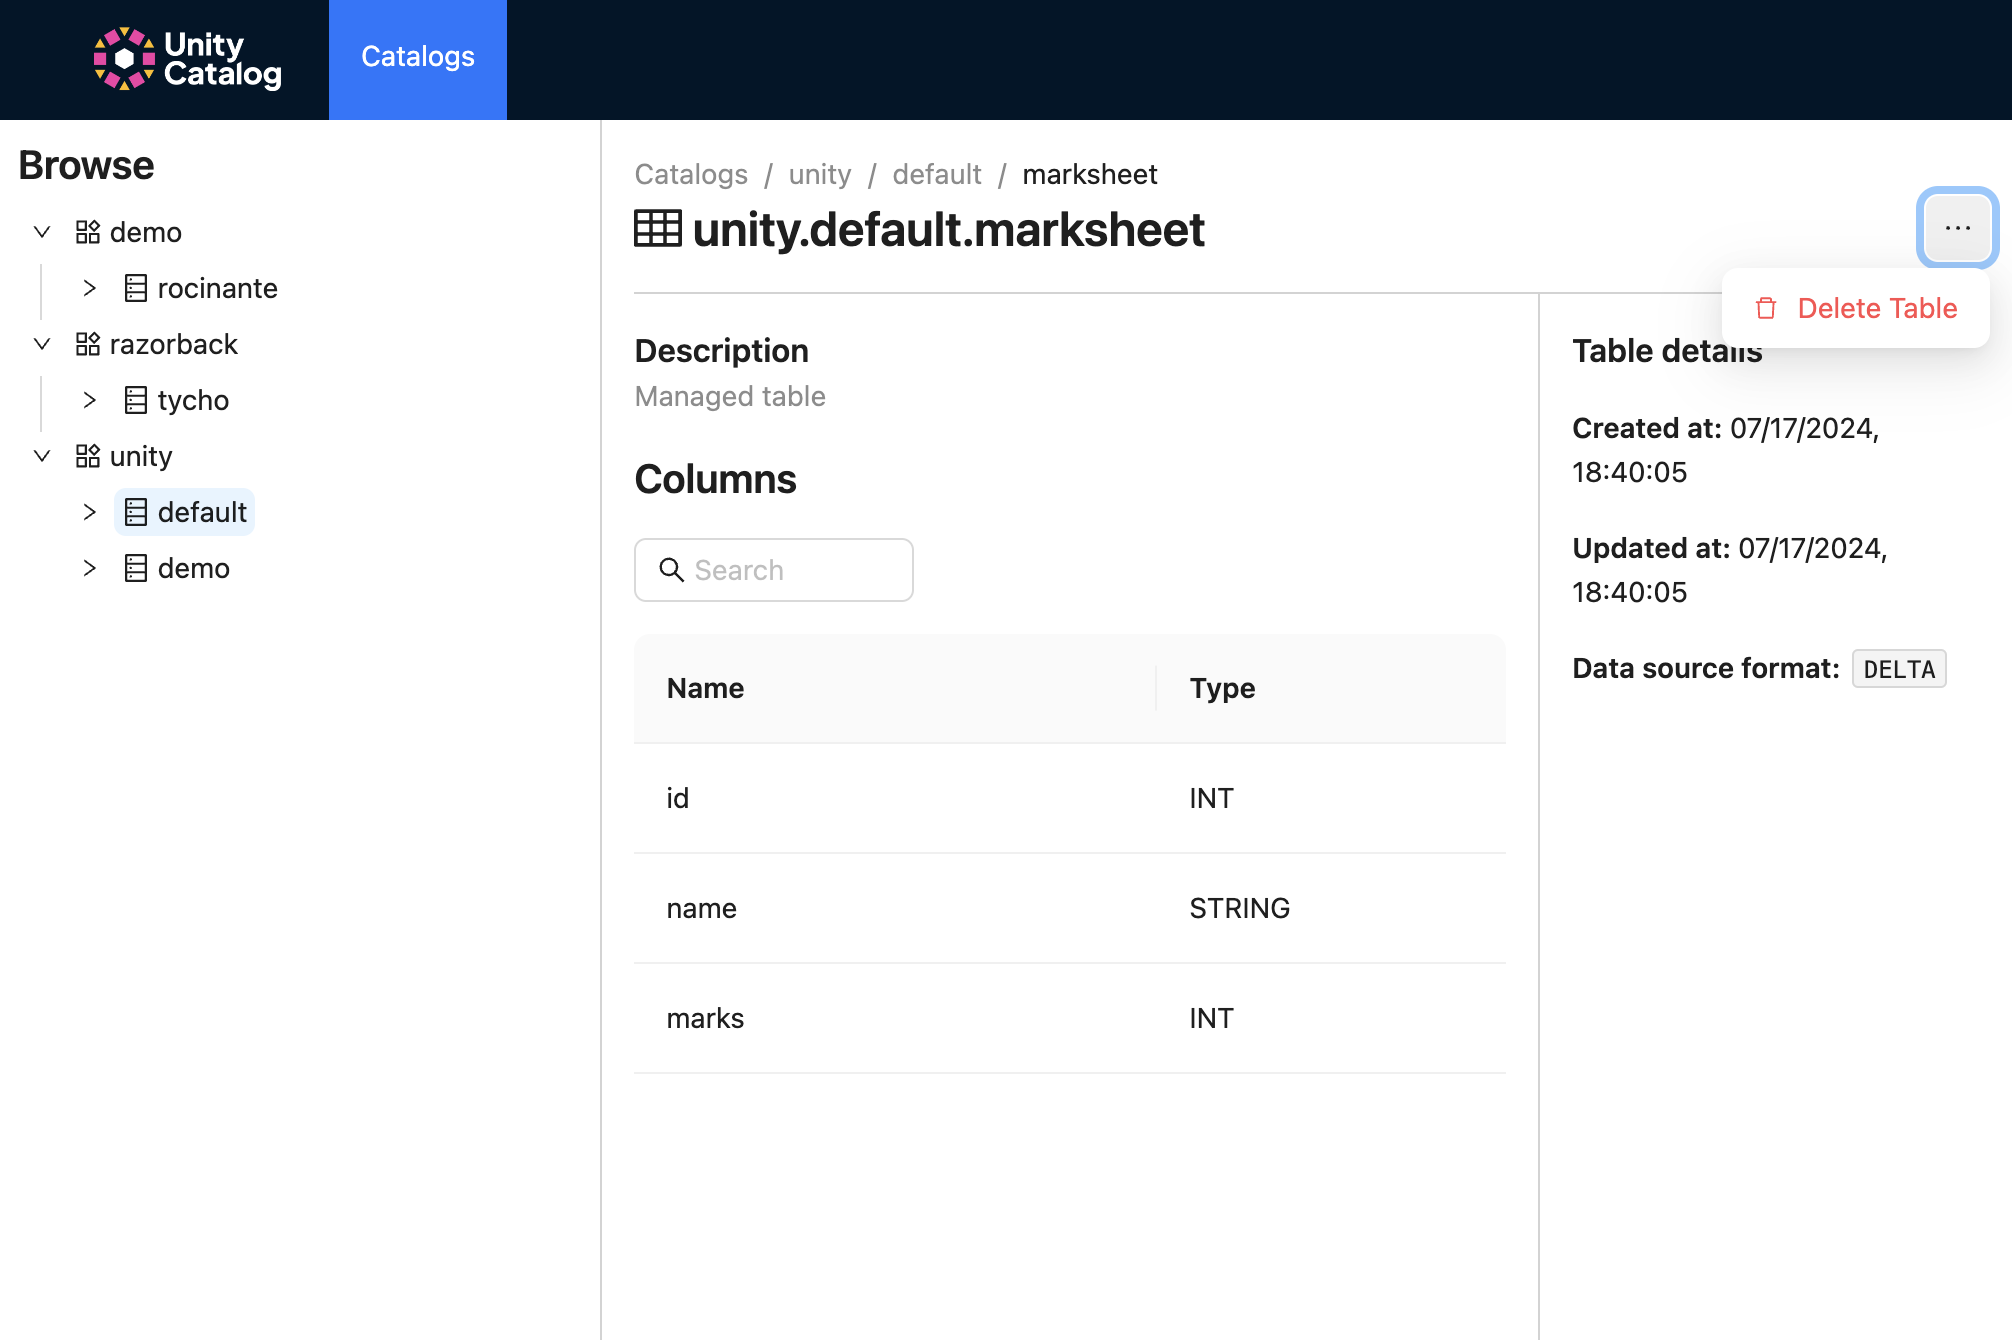 Unity
Catalog
Catalogs
Browse
demo
rocinante
razorback
tycho
unity
default
demo
Catalogs / unity / default / marksheet
unity.default.marksheet
...
Delete Table
Description
Managed table
Columns
Search
Name Type
id INT
name STRING
marks INT
Table details
Created at: 07/17/2024,
18:40:05
Updated at: 07/17/2024,
18:40:05
Data source format: DELTA